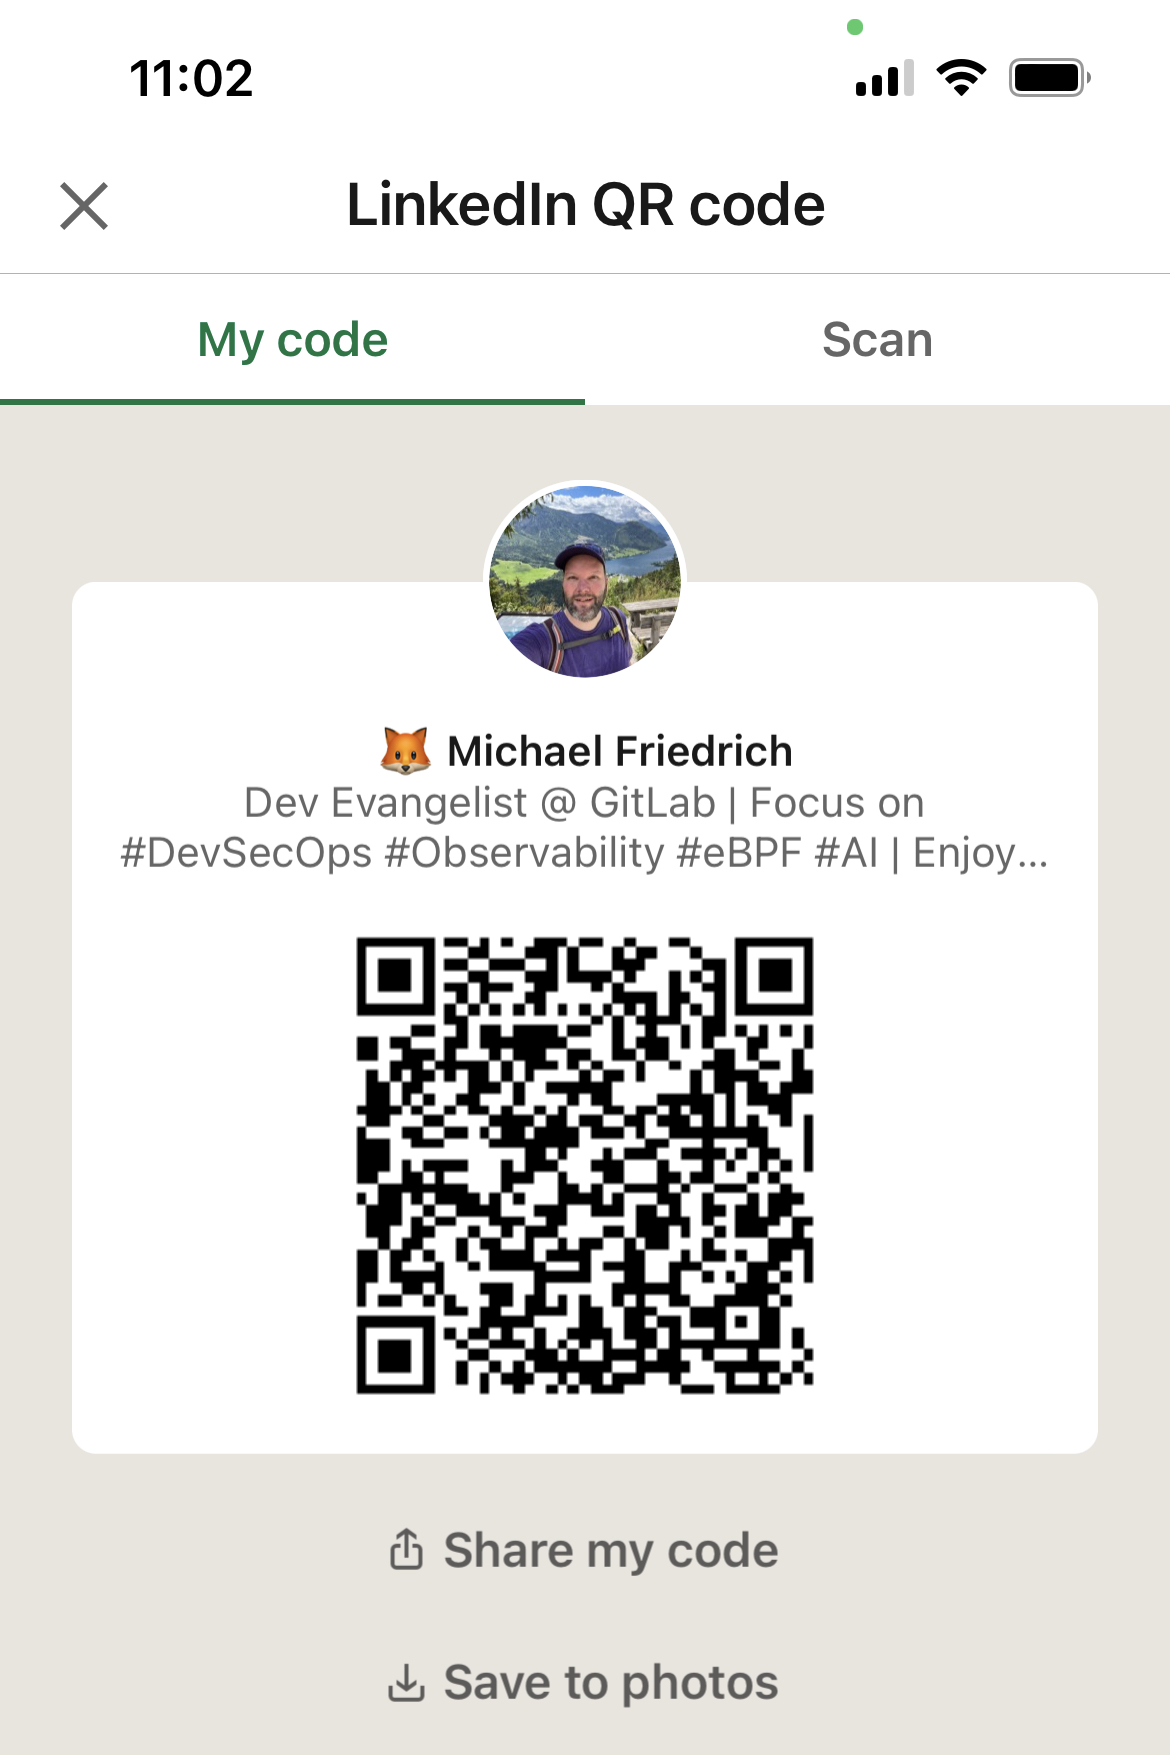 11:02
LinkedIn QR code
My code
Scan
🦊 Michael Friedrich
Dev Evangelist @ GitLab | Focus on
#DevSecOps #Observability #eBPF #AI | Enjoy...
Share my code
Save to photos